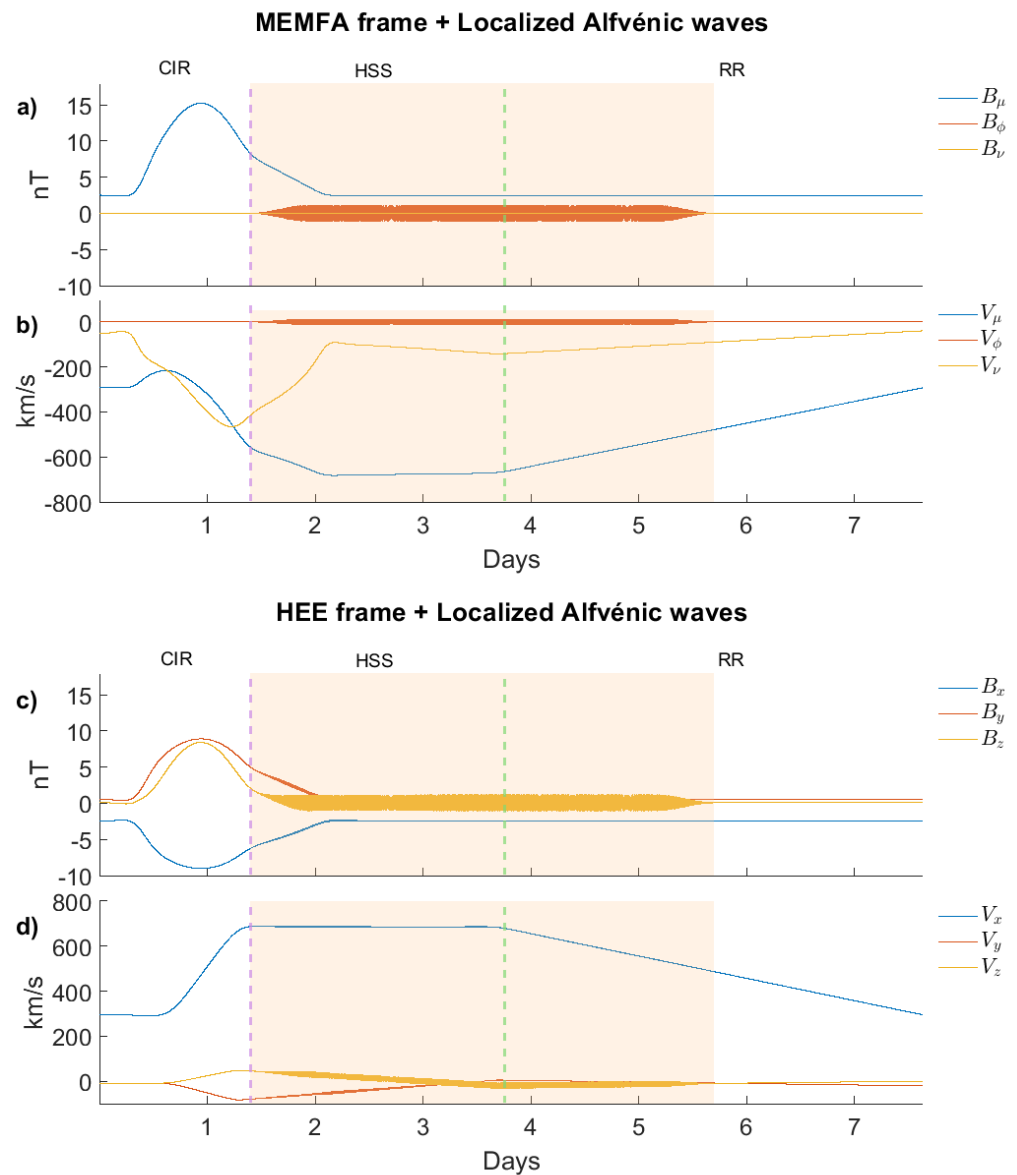 MEMFA frame + Localized Alfvénic waves
CIR HSS RR
a)
15
10
5
0
-5
-10
nT
B_μ
B_ϕ
B_ν
b)
0
-200
-400
-600
-800
km/s
V_μ
V_ϕ
V_ν
1 2 3 4 5 6 7
Days
HEE frame + Localized Alfvénic waves
CIR HSS RR
c)
15
10
5
0
-5
-10
nT
B_x
B_y
B_z
d)
800
600
400
200
0
km/s
V_x
V_y
V_z
1 2 3 4 5 6 7
Days